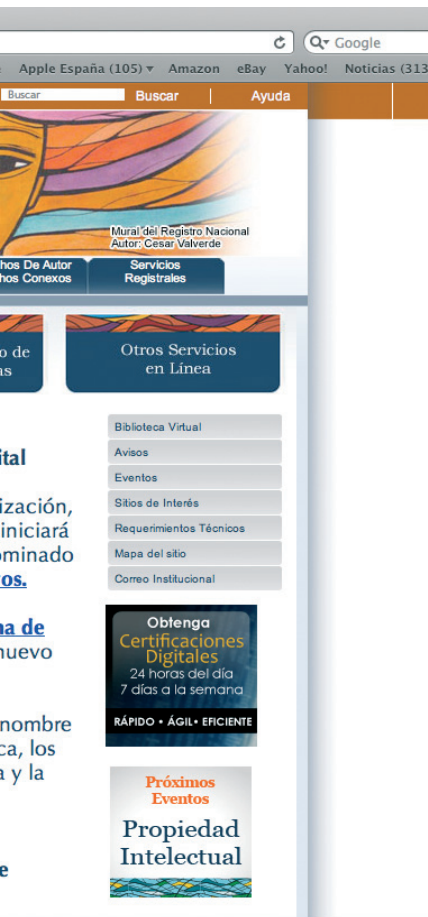 Google
Apple España (105) Amazon eBay Yahoo! Noticias (313
Buscar Buscar Ayuda
Mural del Registro Nacional
Autor: Cesar Valverde
hos De Autor
hos Conexos
Servicios
Registrales
o de
as
Otros Servicios
en Línea
Biblioteca Virtual
Avisos
Eventos
Sitios de Interés
Requerimientos Técnicos
Mapa del sitio
Correo Institucional
ital
ización,
iniciará
ominado
os.
na de
nuevo
nombre
ca, los
a y la
e
Obtenga
Certificaciones
Digitales
24 horas del día
7 días a la semana
RÁPIDO • ÁGIL • EFICIENTE
Próximos
Eventos
Propiedad
Intelectual